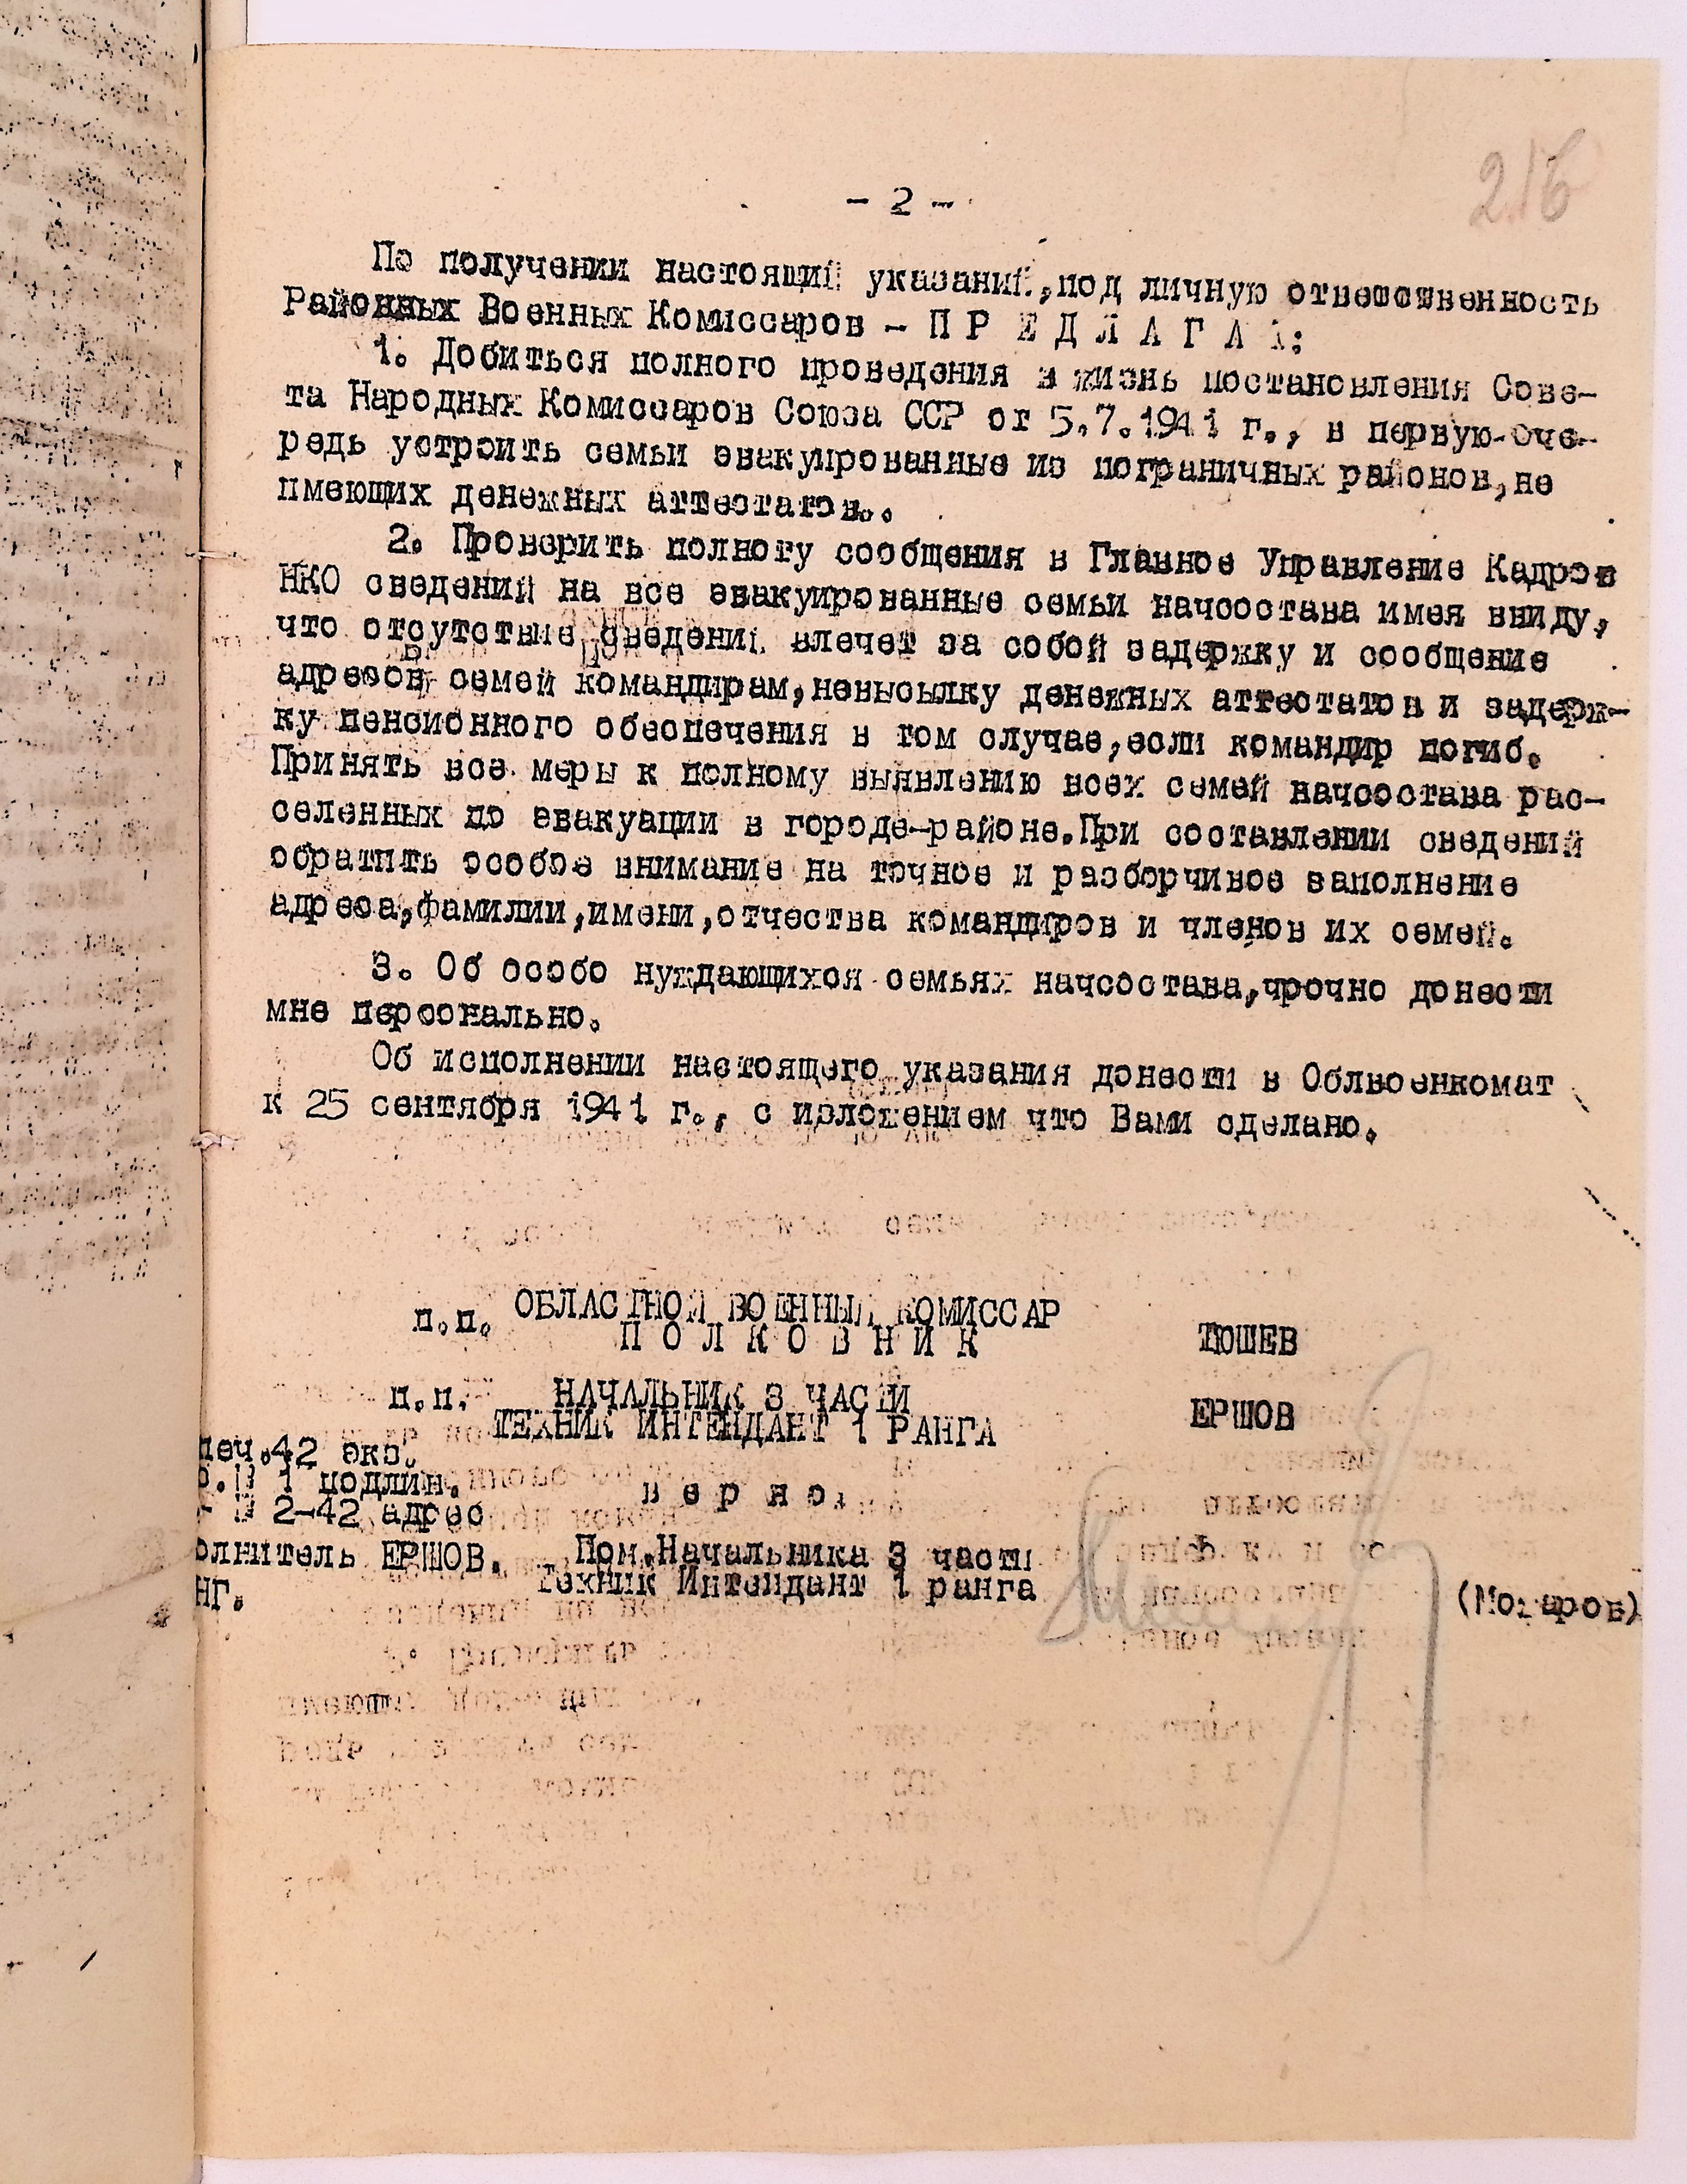 216
- 2 -
По получении настоящий указаний, под личную ответственность
Районных Военных Комиссаров - П Р Е Д Л А Г А Ю:
1. Добиться полного проведения в жизнь постановления Сове-
та Народных Комиссаров Союза ССР от 5.7.1941 г., в первую-оче-
редь устроить семьи эвакуированные из пограничных районов, не
имеющих денежных аттестатов..
2. Проверить полноту сообщения в Главное Управление Кадров
НКО сведений на все эвакуированные семьи начсостава имея ввиду,
что отсутствие сведений влечет за собой задержку и сообщение
адресов семей командирам, невысылку денежных аттестатов и задерж-
ку пенсионного обеспечения в том случае, если командир погиб.
Принять все меры к полному выявлению всех семей начсостава рас-
селенных по эвакуации в городе-районе. При составлении сведений
обратить особое внимание на точное и разборчивое заполнение
адреса, фамилии, имени, отчества командиров и членов их семей.
3. Об особо нуждающихся семьях начсостава, срочно донести
мне персонально.
Об исполнении настоящего указания донести в Облвоенкомат
к 25 сентября 1941 г., с изложением что Вами сделано.
п.п. ОБЛАСТНОЙ ВОЕННЫЙ КОМИССАР
П О Л К О В Н И К ТЮШЕВ
п.п. НАЧАЛЬНИК 3 ЧАСТИ
ТЕХНИК ИНТЕНДАНТ 1 РАНГА ЕРШОВ
печ.42 экз.
1 подлин.
2-42 адрес
в е р н о:
олнитель ЕРШОВ. Пом.Начальника 3 части
Техник Интендант 1 ранга
НГ.